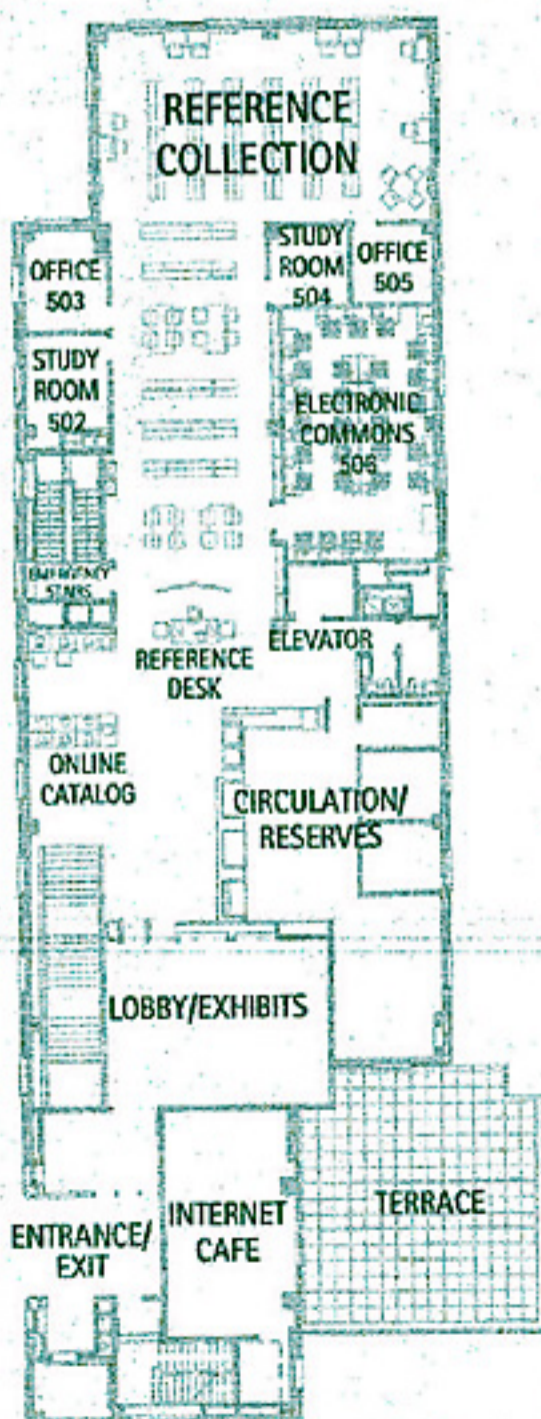 REFERENCE
COLLECTION
STUDY
ROOM
504
OFFICE
505
OFFICE
503
STUDY
ROOM
502
ELECTRONIC
COMMONS
506
EMERGENCY
STAIRS
REFERENCE
DESK
ELEVATOR
ONLINE
CATALOG
CIRCULATION/
RESERVES
LOBBY/EXHIBITS
ENTRANCE/
EXIT
INTERNET
CAFE
TERRACE